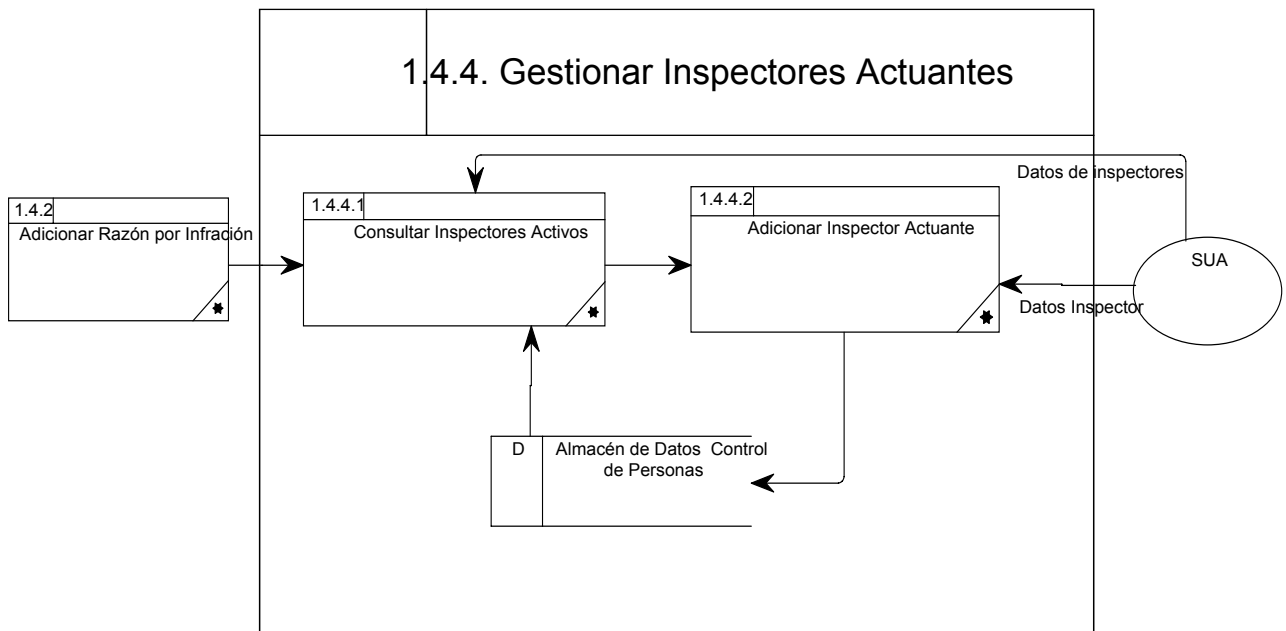 1.4.4. Gestionar Inspectores Actuantes
Datos de inspectores
1.4.2
Adicionar Razón por Infración
1.4.4.1
Consultar Inspectores Activos
1.4.4.2
Adicionar Inspector Actuante
SUA
Datos Inspector
D
Almacén de Datos Control
de Personas